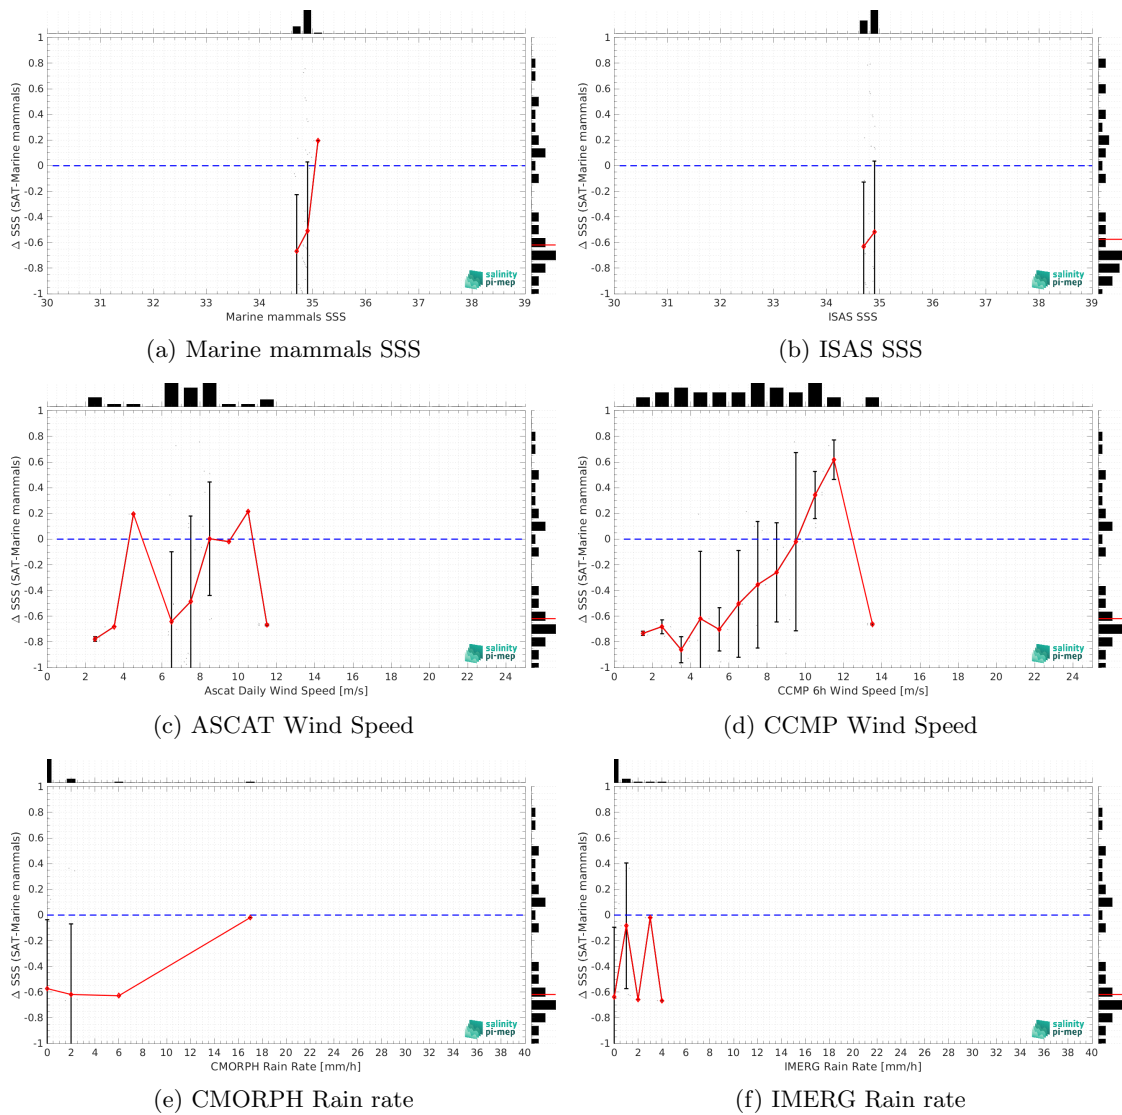 1
0.8
0.6
0.4
0.2
0
-0.2
-0.4
-0.6
-0.8
-1
Δ SSS (SAT-Marine mammals)
salinity
pi-mep
30 31 32 33 34 35 36 37 38 39
Marine mammals SSS
(a) Marine mammals SSS
1
0.8
0.6
0.4
0.2
0
-0.2
-0.4
-0.6
-0.8
-1
Δ SSS (SAT-Marine mammals)
salinity
pi-mep
30 31 32 33 34 35 36 37 38 39
ISAS SSS
(b) ISAS SSS
1
0.8
0.6
0.4
0.2
0
-0.2
-0.4
-0.6
-0.8
-1
Δ SSS (SAT-Marine mammals)
salinity
pi-mep
0 2 4 6 8 10 12 14 16 18 20 22 24
Ascat Daily Wind Speed [m/s]
(c) ASCAT Wind Speed
1
0.8
0.6
0.4
0.2
0
-0.2
-0.4
-0.6
-0.8
-1
Δ SSS (SAT-Marine mammals)
salinity
pi-mep
0 2 4 6 8 10 12 14 16 18 20 22 24
CCMP 6h Wind Speed [m/s]
(d) CCMP Wind Speed
1
0.8
0.6
0.4
0.2
0
-0.2
-0.4
-0.6
-0.8
-1
Δ SSS (SAT-Marine mammals)
salinity
pi-mep
0 2 4 6 8 10 12 14 16 18 20 22 24 26 28 30 32 34 36 38 40
CMORPH Rain Rate [mm/h]
(e) CMORPH Rain rate
1
0.8
0.6
0.4
0.2
0
-0.2
-0.4
-0.6
-0.8
-1
Δ SSS (SAT-Marine mammals)
salinity
pi-mep
0 2 4 6 8 10 12 14 16 18 20 22 24 26 28 30 32 34 36 38 40
IMERG Rain Rate [mm/h]
(f) IMERG Rain rate